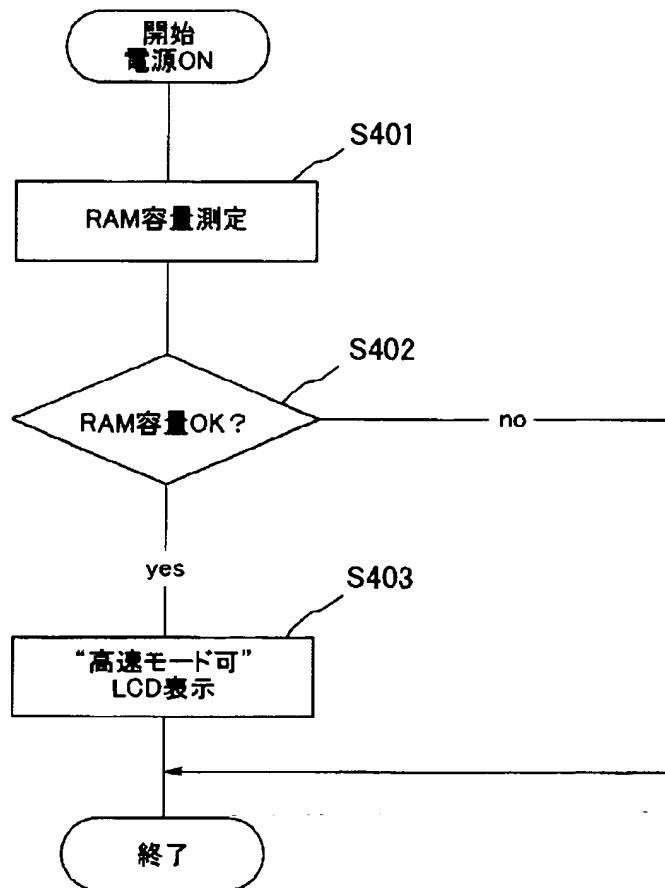 開始
電源ON
S401
RAM容量測定
S402
RAM容量OK？
no
yes
S403
“高速モード可”
LCD表示
終了